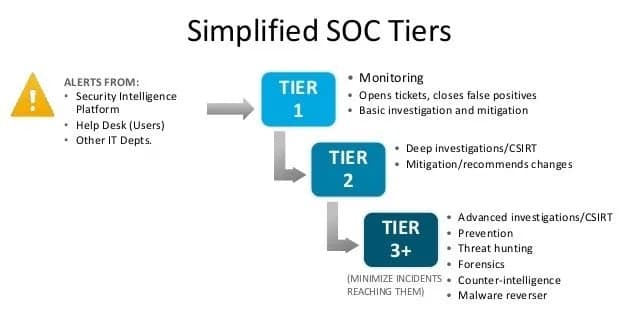 Simplified SOC Tiers
ALERTS FROM:
• Security Intelligence
Platform
• Help Desk (Users)
• Other IT Depts.
TIER
1
• Monitoring
• Opens tickets, closes false positives
• Basic investigation and mitigation
TIER
2
• Deep investigations/CSIRT
• Mitigation/recommends changes
TIER
3+
(MINIMIZE INCIDENTS
REACHING THEM)
• Advanced investigations/CSIRT
• Prevention
• Threat hunting
• Forensics
• Counter-intelligence
• Malware reverser